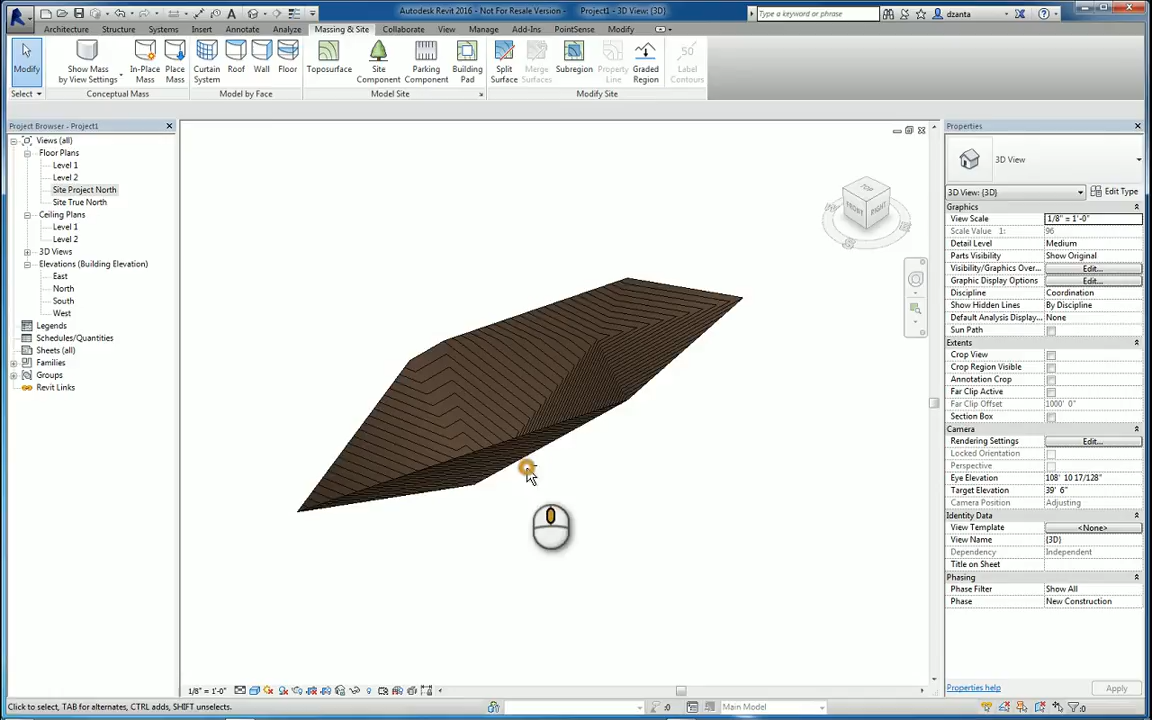 Autodesk Revit 2016 - Not For Resale Version - Project1 - 3D View: {3D}
Type a keyword or phrase
dzanta
Architecture Structure Systems Insert Annotate Analyze Massing & Site Collaborate View Manage Add-Ins PointSense Modify
Modify
Show Mass by View Settings
In-Place Mass
Place Mass
Curtain System
Roof
Wall
Floor
Toposurface
Site Component
Parking Component
Building Pad
Split Surface
Merge Surfaces
Subregion
Property Line
Graded Region
50
Label Contours
Select
Conceptual Mass
Model by Face
Model Site
Modify Site
Project Browser - Project1
Views (all)
Floor Plans
Level 1
Level 2
Site Project North
Site True North
Ceiling Plans
Level 1
Level 2
3D Views
Elevations (Building Elevation)
East
North
South
West
Legends
Schedules/Quantities
Sheets (all)
Families
Groups
Revit Links
TOP
FRONT
RIGHT
Properties
3D View
3D View: {3D}
Edit Type
Graphics
View Scale 1/8" = 1'-0"
Scale Value 1: 96
Detail Level Medium
Parts Visibility Show Original
Visibility/Graphics Over... Edit...
Graphic Display Options Edit...
Discipline Coordination
Show Hidden Lines By Discipline
Default Analysis Display... None
Sun Path
Extents
Crop View
Crop Region Visible
Annotation Crop
Far Clip Active
Far Clip Offset 1000' 0"
Section Box
Camera
Rendering Settings Edit...
Locked Orientation
Perspective
Eye Elevation 108' 10 17/128"
Target Elevation 39' 6"
Camera Position Adjusting
Identity Data
View Template <None>
View Name {3D}
Dependency Independent
Title on Sheet
Phasing
Phase Filter Show All
Phase New Construction
Properties help
Apply
1/8" = 1'-0"
Click to select, TAB for alternates, CTRL adds, SHIFT unselects.
:0
Main Model
:0